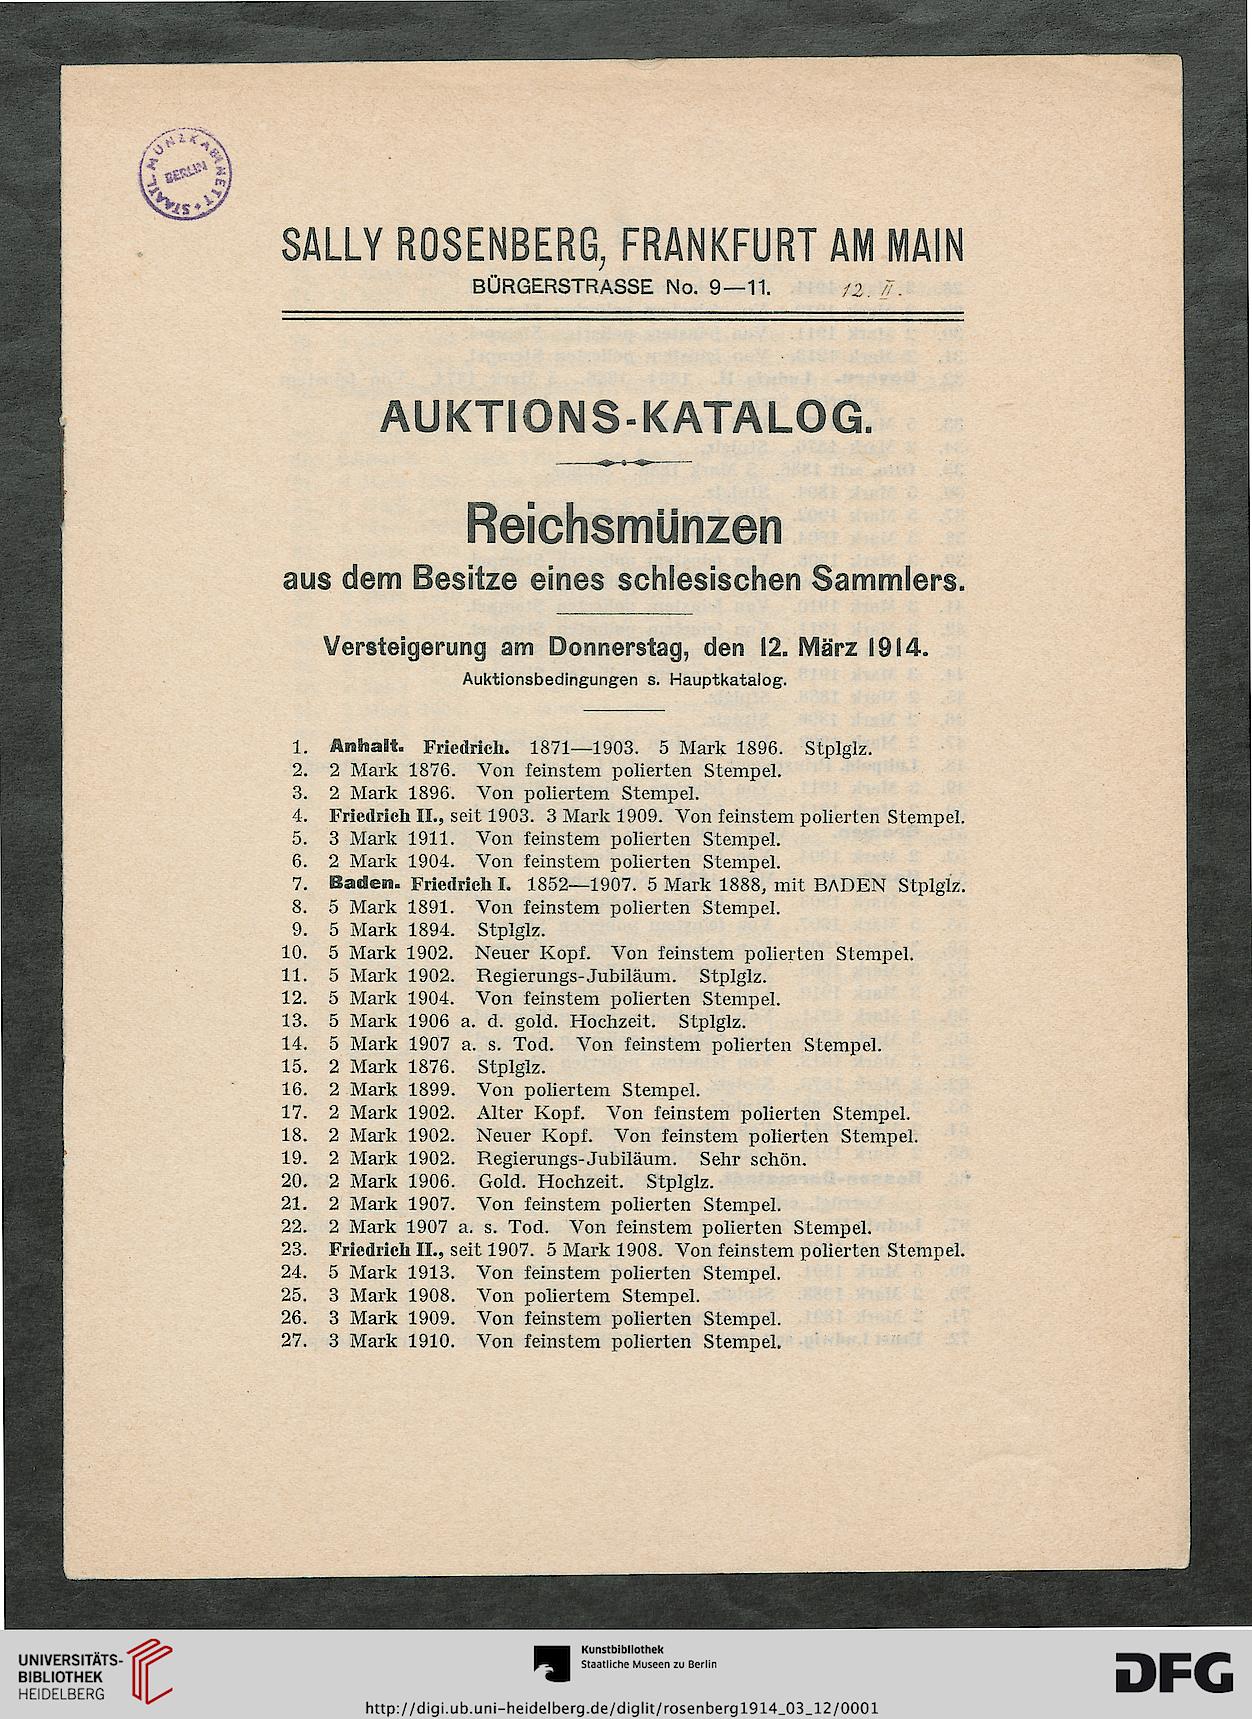 STAATL. MÜNZKABINETT
BERLIN
SALLY ROSENBERG, FRANKFURT AM MAIN
BÜRGERSTRASSE No. 9—11. 12. II.
AUKTIONS-KATALOG.
Reichsmünzen
aus dem Besitze eines schlesischen Sammlers.
Versteigerung am Donnerstag, den 12. März 1914.
Auktionsbedingungen s. Hauptkatalog.
1. Anhalt. Friedrich. 1871—1903. 5 Mark 1896. Stplglz.
2. 2 Mark 1876. Von feinstem polierten Stempel.
3. 2 Mark 1896. Von poliertem Stempel.
4. Friedrich II., seit 1903. 3 Mark 1909. Von feinstem polierten Stempel.
5. 3 Mark 1911. Von feinstem polierten Stempel.
6. 2 Mark 1904. Von feinstem polierten Stempel.
7. Baden. Friedrich I. 1852—1907. 5 Mark 1888, mit BΛDEN Stplglz.
8. 5 Mark 1891. Von feinstem polierten Stempel.
9. 5 Mark 1894. Stplglz.
10. 5 Mark 1902. Neuer Kopf. Von feinstem polierten Stempel.
11. 5 Mark 1902. Regierungs-Jubiläum. Stplglz.
12. 5 Mark 1904. Von feinstem polierten Stempel.
13. 5 Mark 1906 a. d. gold. Hochzeit. Stplglz.
14. 5 Mark 1907 a. s. Tod. Von feinstem polierten Stempel.
15. 2 Mark 1876. Stplglz.
16. 2 Mark 1899. Von poliertem Stempel.
17. 2 Mark 1902. Alter Kopf. Von feinstem polierten Stempel.
18. 2 Mark 1902. Neuer Kopf. Von feinstem polierten Stempel.
19. 2 Mark 1902. Regierungs-Jubiläum. Sehr schön.
20. 2 Mark 1906. Gold. Hochzeit. Stplglz.
21. 2 Mark 1907. Von feinstem polierten Stempel.
22. 2 Mark 1907 a. s. Tod. Von feinstem polierten Stempel.
23. Friedrich II., seit 1907. 5 Mark 1908. Von feinstem polierten Stempel.
24. 5 Mark 1913. Von feinstem polierten Stempel.
25. 3 Mark 1908. Von poliertem Stempel.
26. 3 Mark 1909. Von feinstem polierten Stempel.
27. 3 Mark 1910. Von feinstem polierten Stempel.
UNIVERSITÄTS-
BIBLIOTHEK
HEIDELBERG
Kunstbibliothek
Staatliche Museen zu Berlin
DFG
http://digi.ub.uni-heidelberg.de/diglit/rosenberg1914_03_12/0001